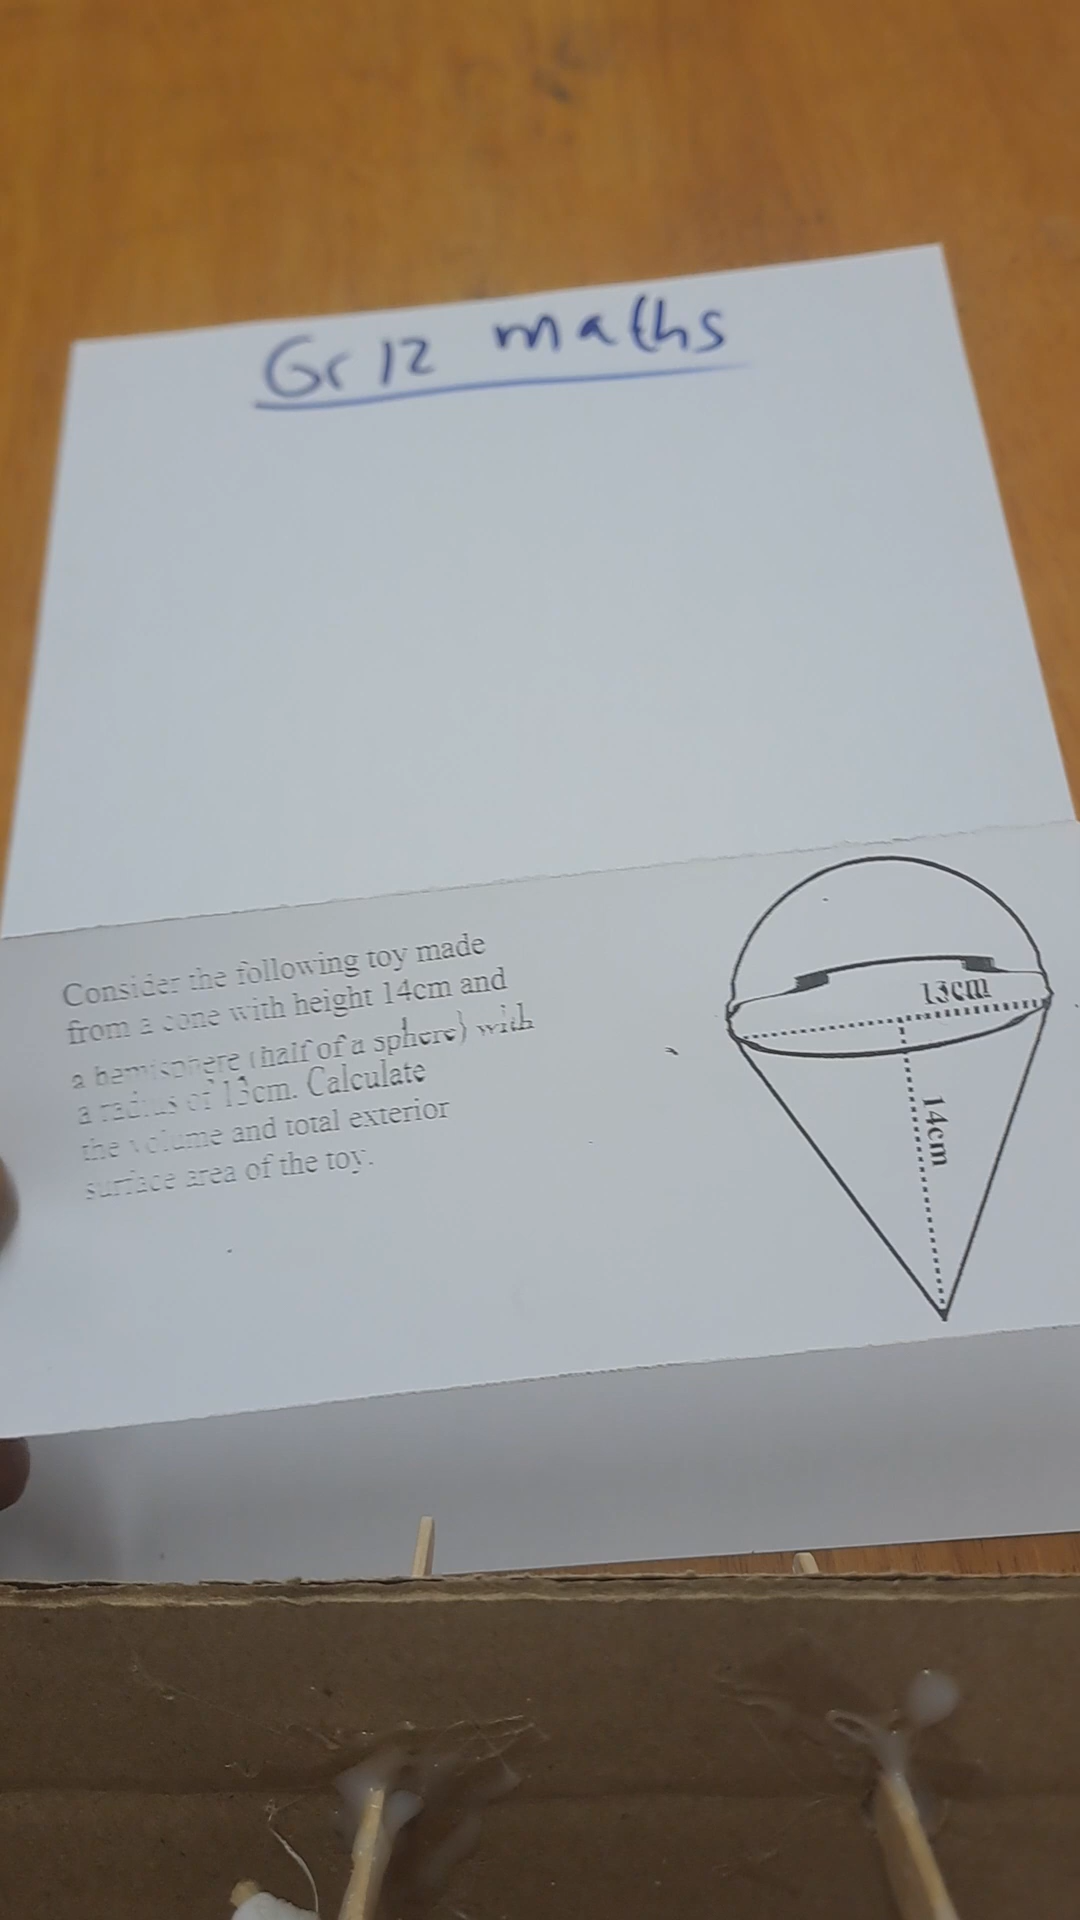 Gr 12 maths
Consider the following toy made
from a cone with height 14cm and
a hemisphere (half of a sphere) with
a radius of 13cm. Calculate
the volume and total exterior
surface area of the toy.
13cm
14cm